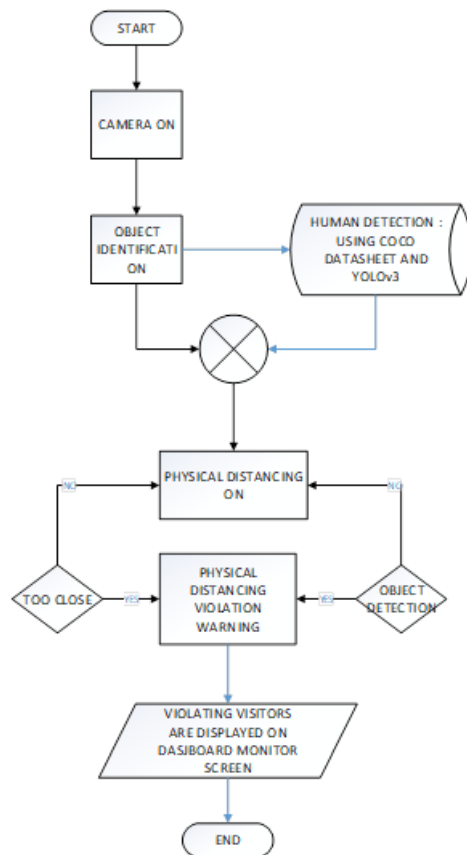 START
CAMERA ON
OBJECT
IDENTIFICATI
ON
HUMAN DETECTION :
USING COCO
DATASHEET AND
YOLOv3
PHYSICAL DISTANCING
ON
NO
NO
TOO CLOSE
YES
PHYSICAL
DISTANCING
VIOLATION
WARNING
YES
OBJECT
DETECTION
VIOLATING VISITORS
ARE DISPLAYED ON
DASJBOARD MONITOR
SCREEN
END